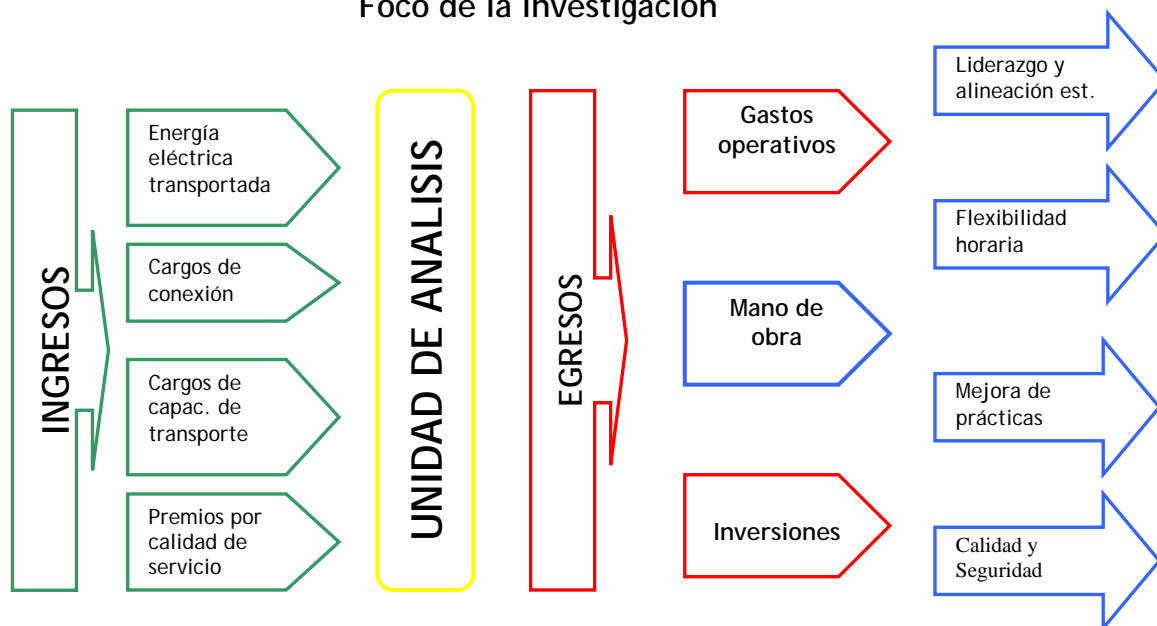 Foco de la investigación
INGRESOS
Energía
eléctrica
transportada
Cargos de
conexión
Cargos de
capac. de
transporte
Premios por
calidad de
servicio
UNIDAD DE ANALISIS
EGRESOS
Gastos
operativos
Mano de
obra
Inversiones
Liderazgo y
alineación est.
Flexibilidad
horaria
Mejora de
prácticas
Calidad y
Seguridad